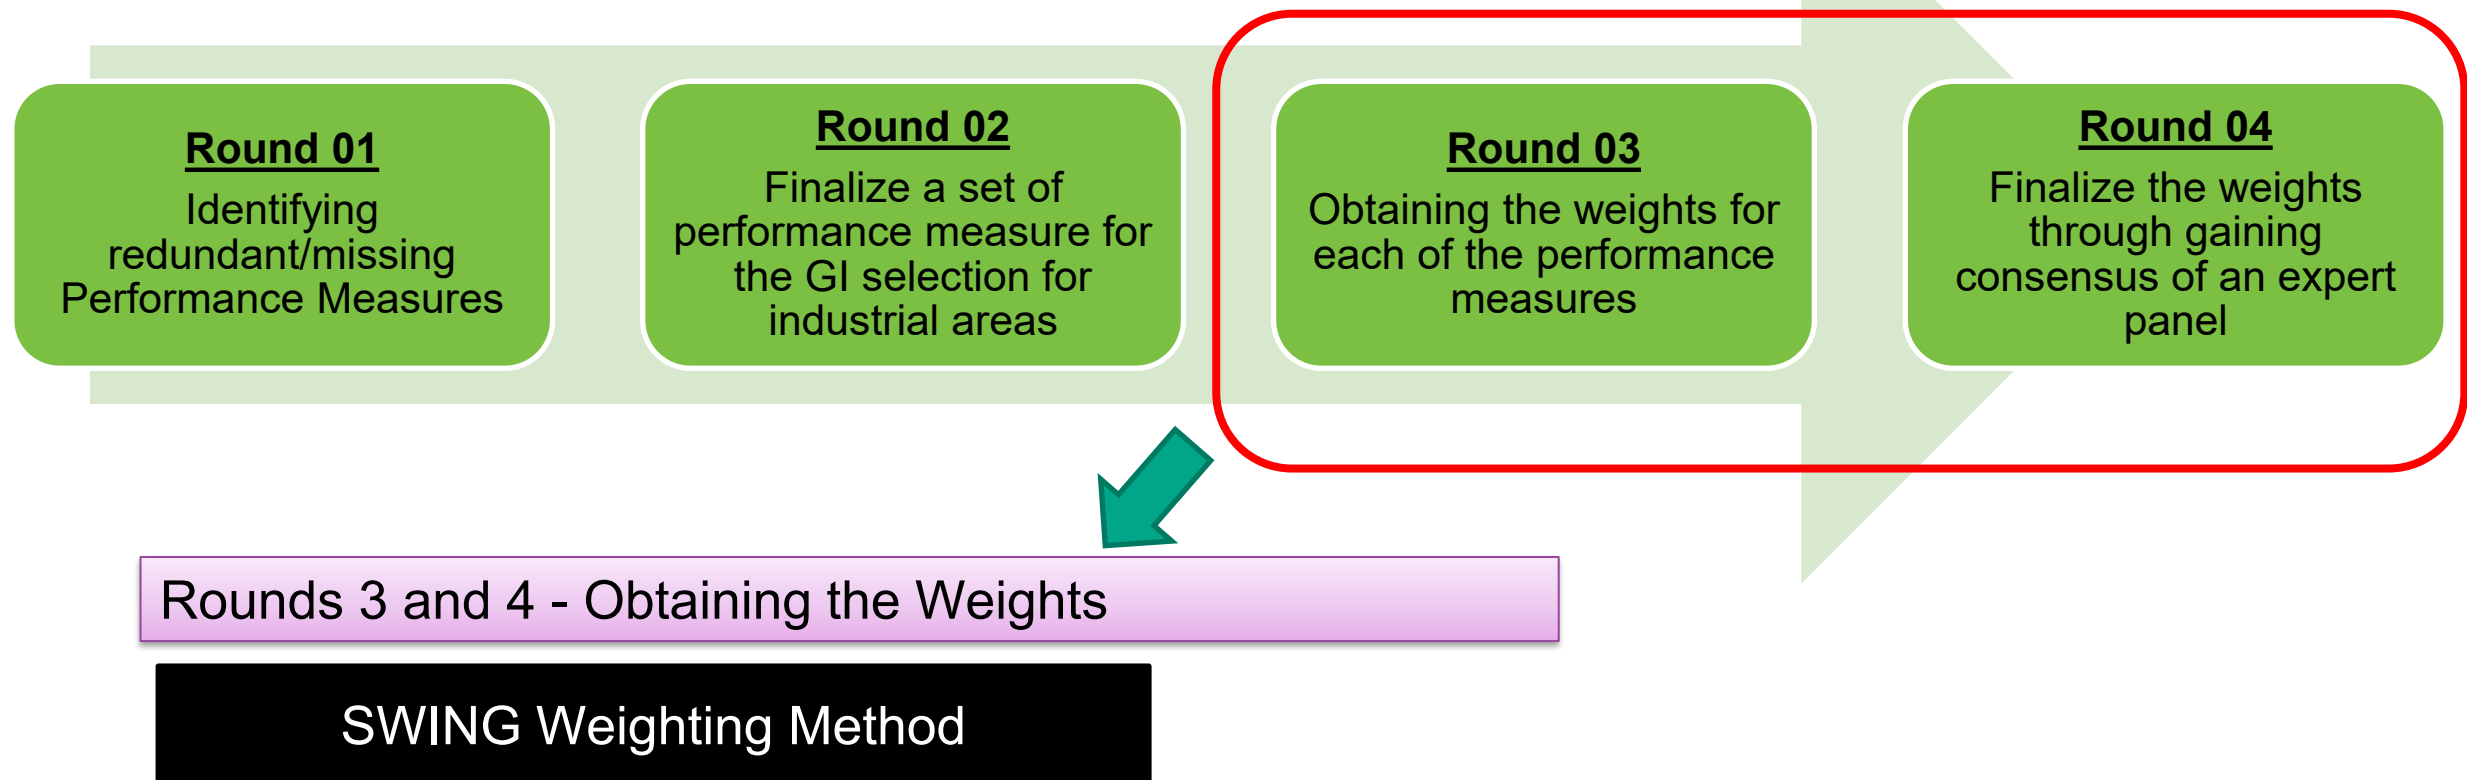 Round 01
Identifying
redundant/missing
Performance Measures
Round 02
Finalize a set of
performance measure for
the GI selection for
industrial areas
Round 03
Obtaining the weights for
each of the performance
measures
Round 04
Finalize the weights
through gaining
consensus of an expert
panel
Rounds 3 and 4 - Obtaining the Weights
SWING Weighting Method